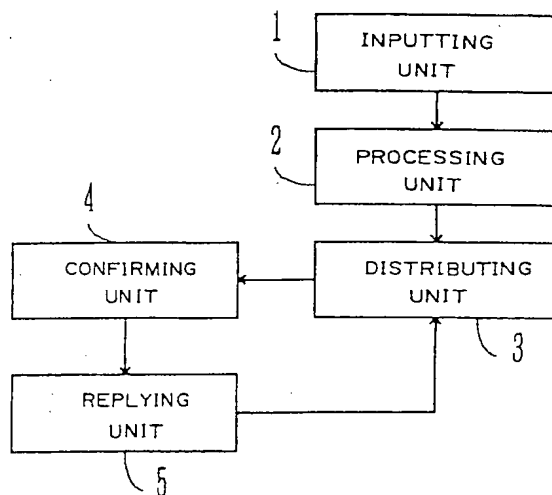 1
INPUTTING
UNIT
2
PROCESSING
UNIT
4
CONFIRMING
UNIT
DISTRIBUTING
UNIT
3
REPLYING
UNIT
5